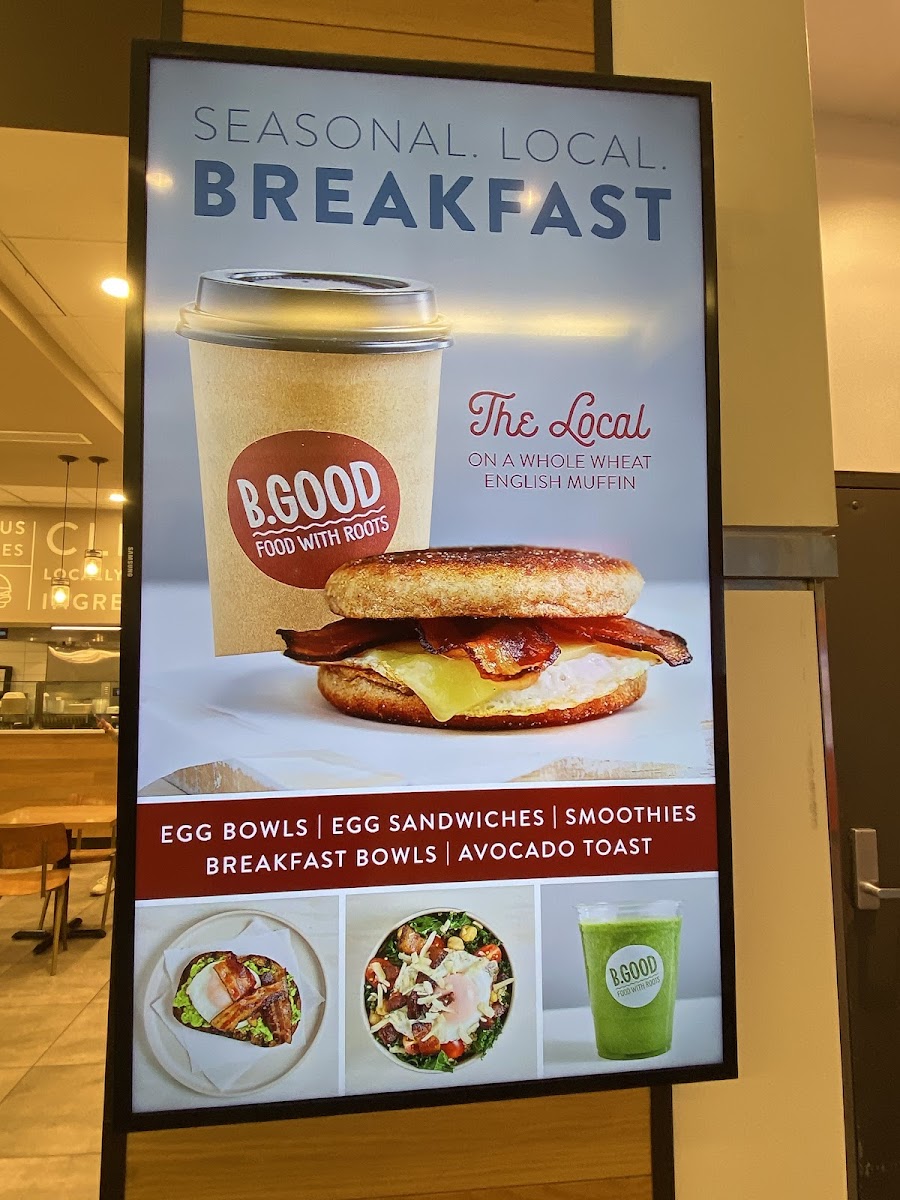 SEASONAL. LOCAL.
BREAKFAST
The Local
ON A WHOLE WHEAT
ENGLISH MUFFIN
B.GOOD
FOOD WITH ROOTS
EGG BOWLS | EGG SANDWICHES | SMOOTHIES
BREAKFAST BOWLS | AVOCADO TOAST
B.GOOD
FOOD WITH ROOTS
SAMSUNG
LOCALLY